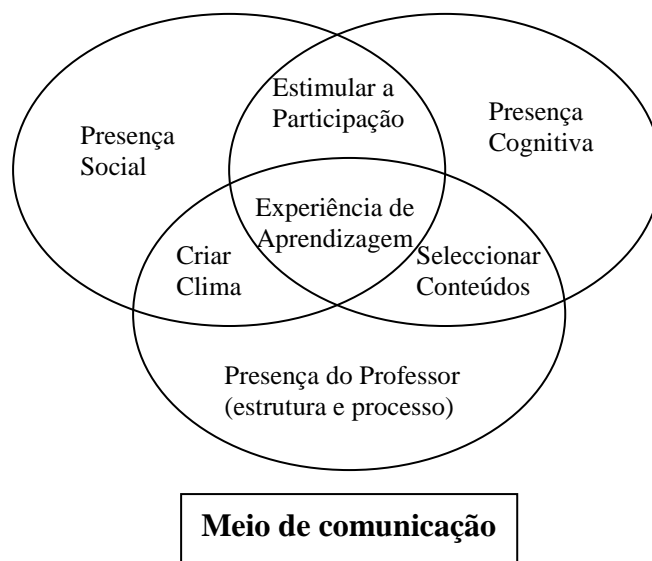 Estimular a
Participação
Presença
Social
Presença
Cognitiva
Experiência de
Aprendizagem
Criar
Clima
Seleccionar
Conteúdos
Presença do Professor
(estrutura e processo)
Meio de comunicação